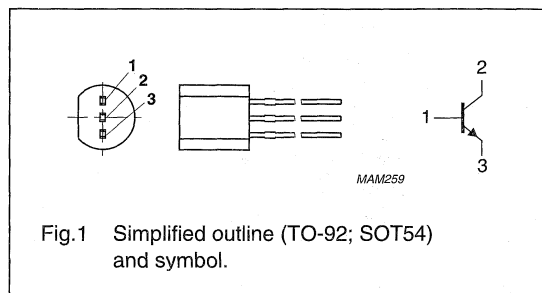 1
2
3
2
1
3
MAM259
Fig.1 Simplified outline (TO-92; SOT54)
and symbol.